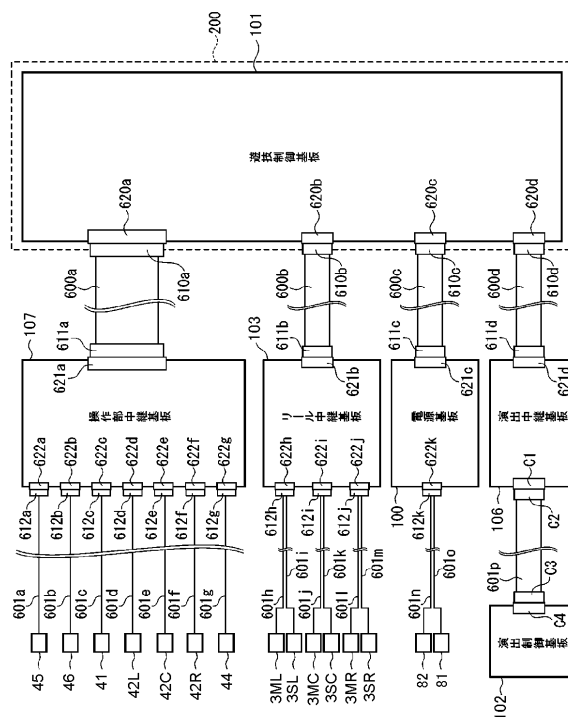 200
101
遊技制御基板
620a
620b
620c
620d
610a
610b
610c
610d
600a
600b
600c
600d
611a
611b
611c
611d
621a
621b
621c
621d
107
操作部中継基板
103
リール中継基板
100
電源基板
106
演出中継基板
622a
622b
622c
622d
622e
622f
622g
622h
622i
622j
622k
C1
612a
612b
612c
612d
612e
612f
612g
612h
612i
612j
612k
C2
601a
601b
601c
601d
601e
601f
601g
601h
601i
601j
601k
601l
601m
601n
601o
601p
C3
C4
45
46
41
42L
42C
42R
44
3ML
3SL
3MC
3SC
3MR
3SR
82
81
102
演出制御基板